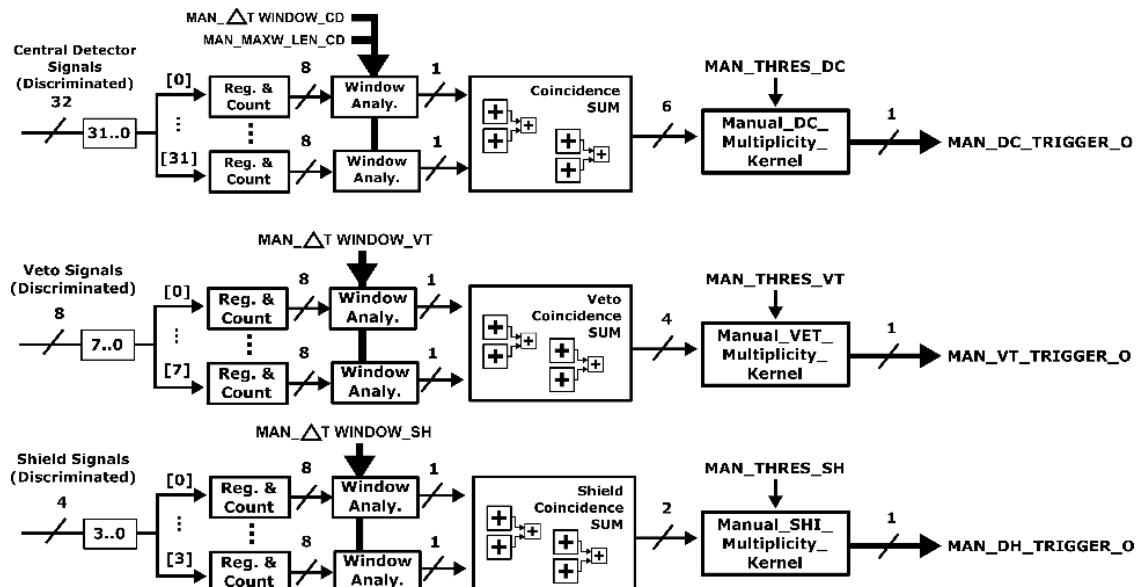 MAN_△T WINDOW_CD
MAN_MAXW_LEN_CD
Central Detector
Signals
(Discriminated)
32
31..0
[0]
⋮
[31]
Reg. &
Count
8
Window
Analy.
1
Reg. &
Count
8
Window
Analy.
1
Coincidence
SUM
+
+
+
+
+
+
6
MAN_THRES_DC
Manual_DC_
Multiplicity_
Kernel
1
MAN_DC_TRIGGER_O
MAN_△T WINDOW_VT
Veto Signals
(Discriminated)
8
7..0
[0]
⋮
[7]
Reg. &
Count
8
Window
Analy.
1
Reg. &
Count
8
Window
Analy.
1
Veto
Coincidence
SUM
+
+
+
+
+
+
4
MAN_THRES_VT
Manual_VET_
Multiplicity_
Kernel
1
MAN_VT_TRIGGER_O
MAN_△T WINDOW_SH
Shield Signals
(Discriminated)
4
3..0
[0]
⋮
[3]
Reg. &
Count
8
Window
Analy.
1
Reg. &
Count
8
Window
Analy.
1
Shield
Coincidence
SUM
+
+
+
+
+
+
2
MAN_THRES_SH
Manual_SHI_
Multiplicity_
Kernel
1
MAN_DH_TRIGGER_O